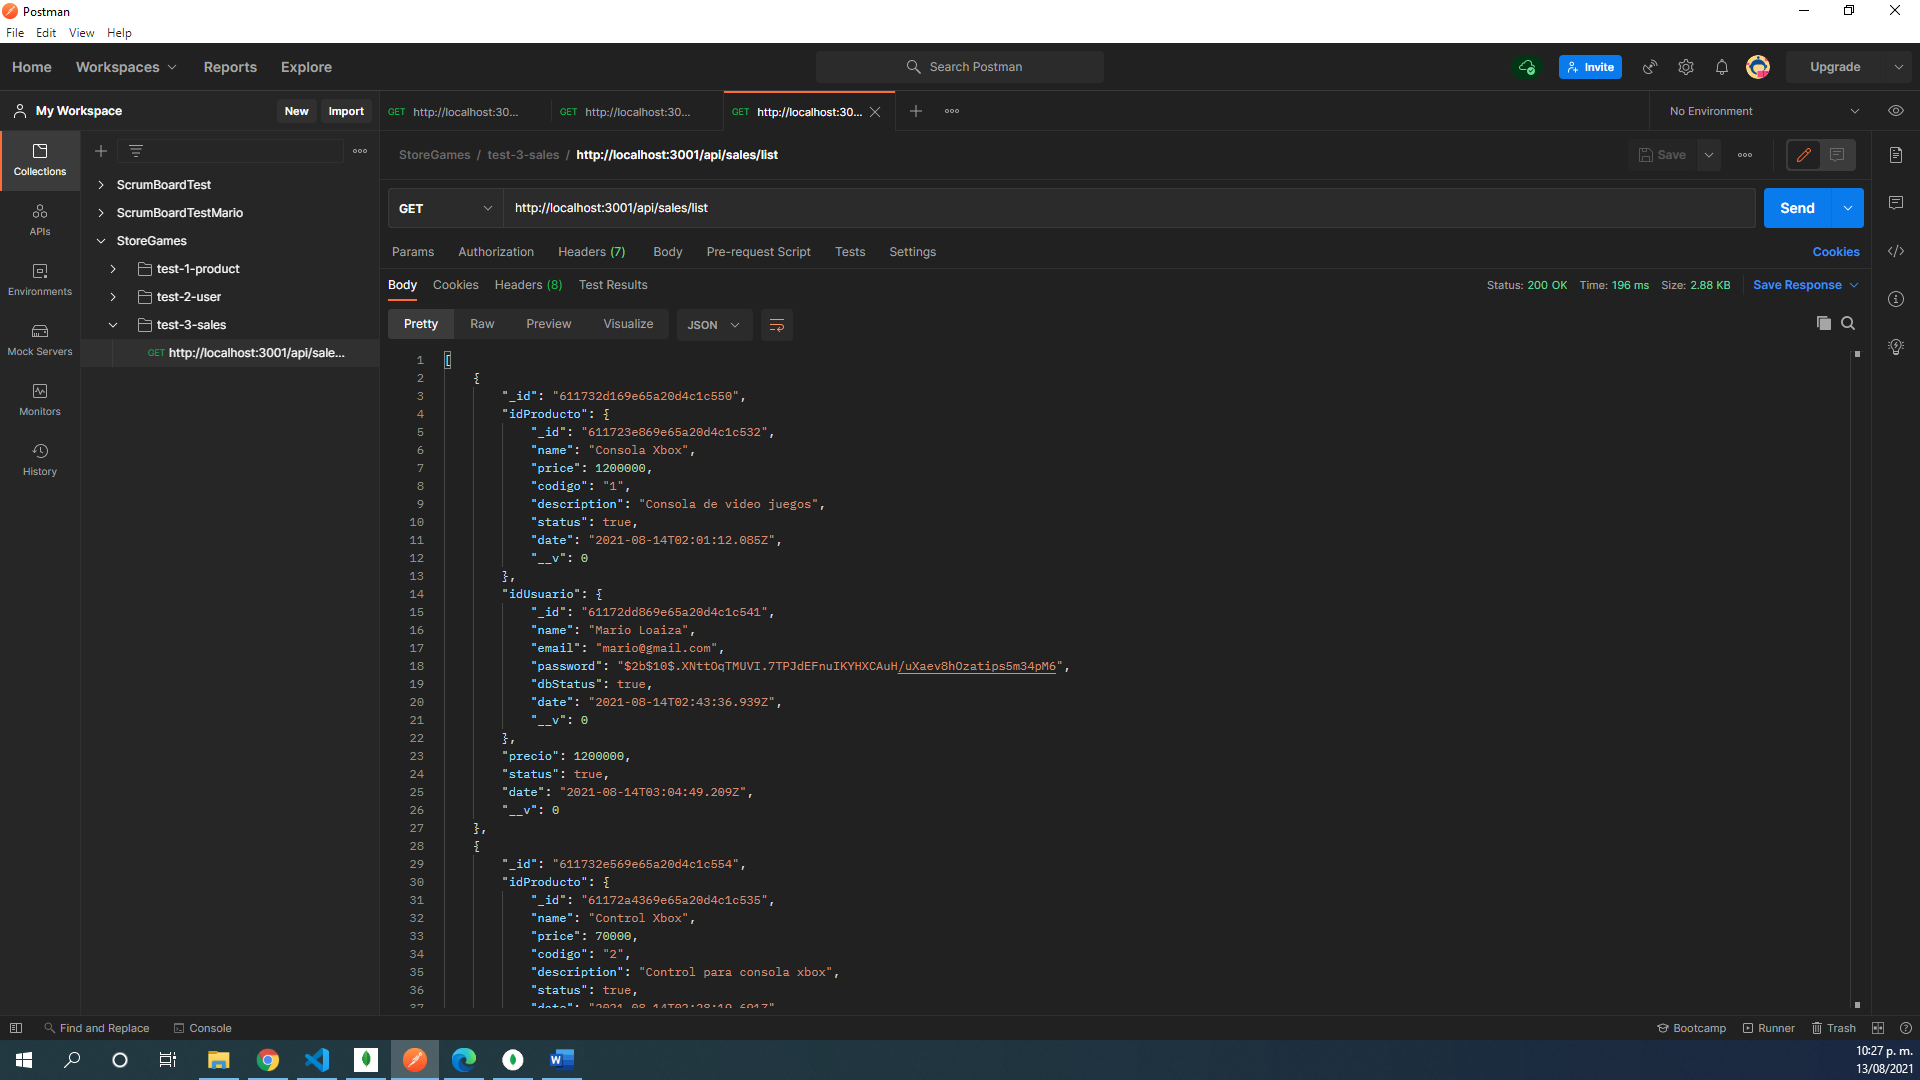 Postman
File Edit View Help
Home Workspaces Reports Explore Search Postman Invite Upgrade
My Workspace New Import
GET http://localhost:30... GET http://localhost:30... GET http://localhost:30... No Environment
Collections
APIs
Environments
Mock Servers
Monitors
History
ScrumBoardTest
ScrumBoardTestMario
StoreGames
test-1-product
test-2-user
test-3-sales
GET http://localhost:3001/api/sale...
StoreGames / test-3-sales / http://localhost:3001/api/sales/list Save
GET http://localhost:3001/api/sales/list Send
Params Authorization Headers (7) Body Pre-request Script Tests Settings Cookies
Body Cookies Headers (8) Test Results Status: 200 OK Time: 196 ms Size: 2.88 KB Save Response
Pretty Raw Preview Visualize JSON
1 [
2 {
3 "_id": "611732d169e65a20d4c1c550",
4 "idProducto": {
5 "_id": "611723e869e65a20d4c1c532",
6 "name": "Consola Xbox",
7 "price": 1200000,
8 "codigo": "1",
9 "description": "Consola de video juegos",
10 "status": true,
11 "date": "2021-08-14T02:01:12.085Z",
12 "__v": 0
13 },
14 "idUsuario": {
15 "_id": "61172dd869e65a20d4c1c541",
16 "name": "Mario Loaiza",
17 "email": "mario@gmail.com",
18 "password": "$2b$10$.XNttOqTMUVI.7TPJdEFnuIKYHXCAuH/uXaev8hOzatips5m34pM6",
19 "dbStatus": true,
20 "date": "2021-08-14T02:43:36.939Z",
21 "__v": 0
22 },
23 "precio": 1200000,
24 "status": true,
25 "date": "2021-08-14T03:04:49.209Z",
26 "__v": 0
27 },
28 {
29 "_id": "611732e569e65a20d4c1c554",
30 "idProducto": {
31 "_id": "61172a4369e65a20d4c1c535",
32 "name": "Control Xbox",
33 "price": 70000,
34 "codigo": "2",
35 "description": "Control para consola xbox",
36 "status": true,
37 "date": "2021-08-14T02:28:19.691Z"
Find and Replace Console Bootcamp Runner Trash
10:27 p. m.
13/08/2021